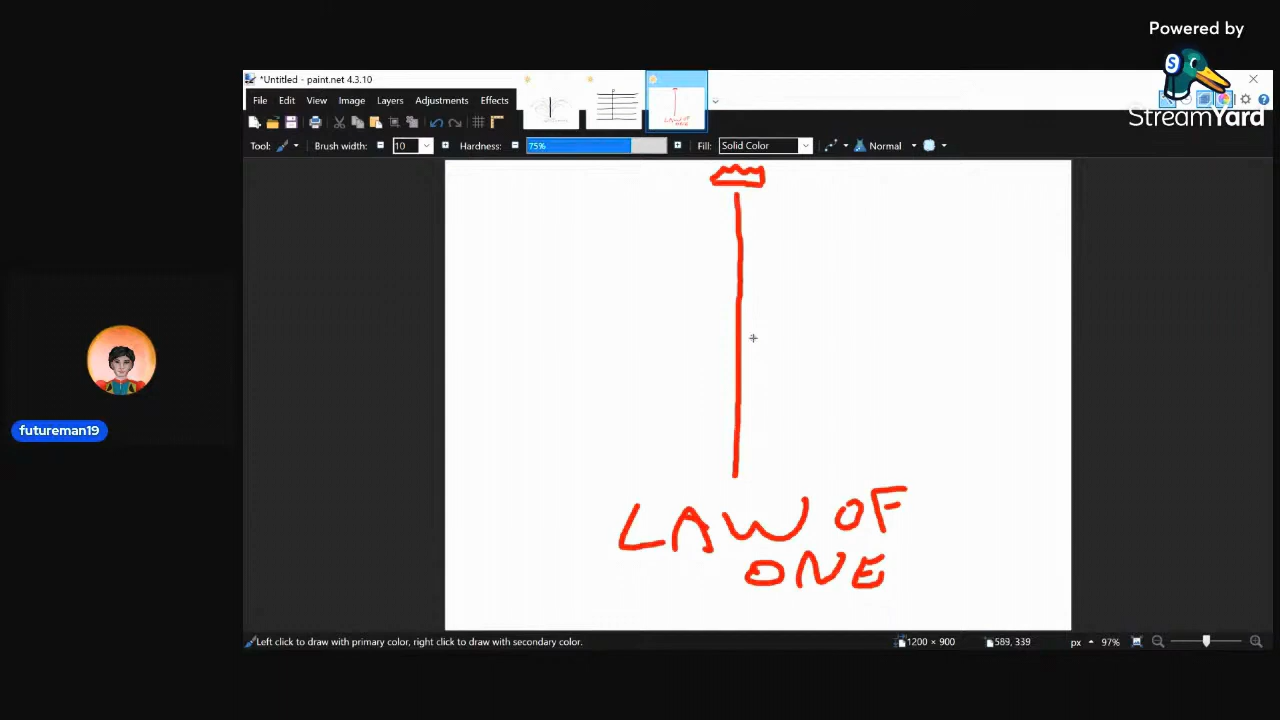 Powered by
StreamYard
*Untitled - paint.net 4.3.10
File Edit View Image Layers Adjustments Effects
Tool: Brush width: 10 Hardness: 75% Fill: Solid Color Normal
LAW OF
ONE
futureman19
Left click to draw with primary color, right click to draw with secondary color. 1200 × 900 589, 339 px 97%